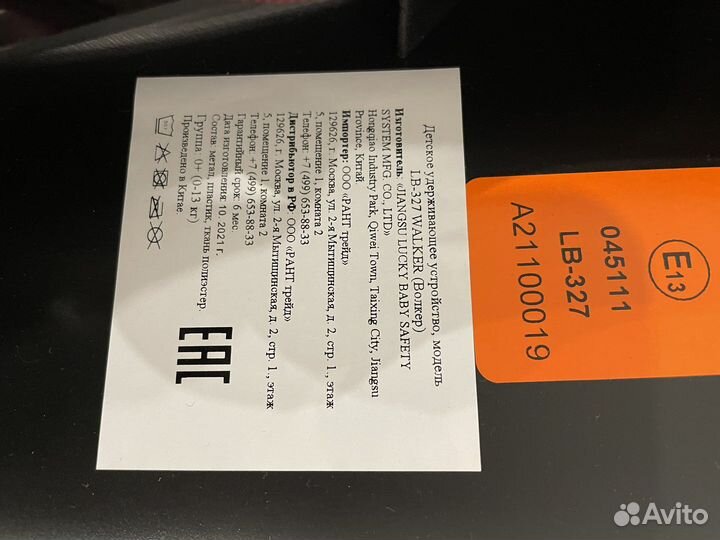 Детское удерживающее устройство, модель
LB-327 WALKER (Волкер)
Изготовитель: «JIANGSU LUCKY BABY SAFETY
SYSTEM MFG. CO., LTD»
Hongqiao Industry Park, Qiwei Town, Taixing City, Jiangsu
Province, Китай
Импортер: ООО «РАНТ трейд»
129626, г. Москва, ул. 2-я Мытищинская, д. 2, стр. 1., этаж
5, помещение 1, комната 2
Телефон: +7 (499) 653-88-33
Дистрибьютор в РФ: ООО «РАНТ трейд»
129626, г. Москва, ул. 2-я Мытищинская, д. 2, стр. 1., этаж
5, помещение 1, комната 2
Телефон: +7 (499) 653-88-33
Гарантийный срок: 6 мес.
Дата изготовления: 10. 2021 г.
Состав: метал, пластик, ткань полиэстер.
Группа: 0+ (0-13 кг)
Произведено в Китае
EAC
E13
045111
LB-327
A21100019
Avito